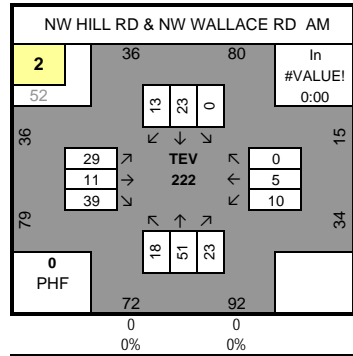 NW HILL RD & NW WALLACE RD AM
2 36 80 In
#VALUE!
52 0:00
13 23 0
↙ ↓ ↘
36 15
29 ↗ TEV ↖ 0
11 → 222 ← 5
39 ↘ ↙ 10
79 34
↖ ↑ ↗
18 51 23
0
PHF
72 92
0 0
0% 0%